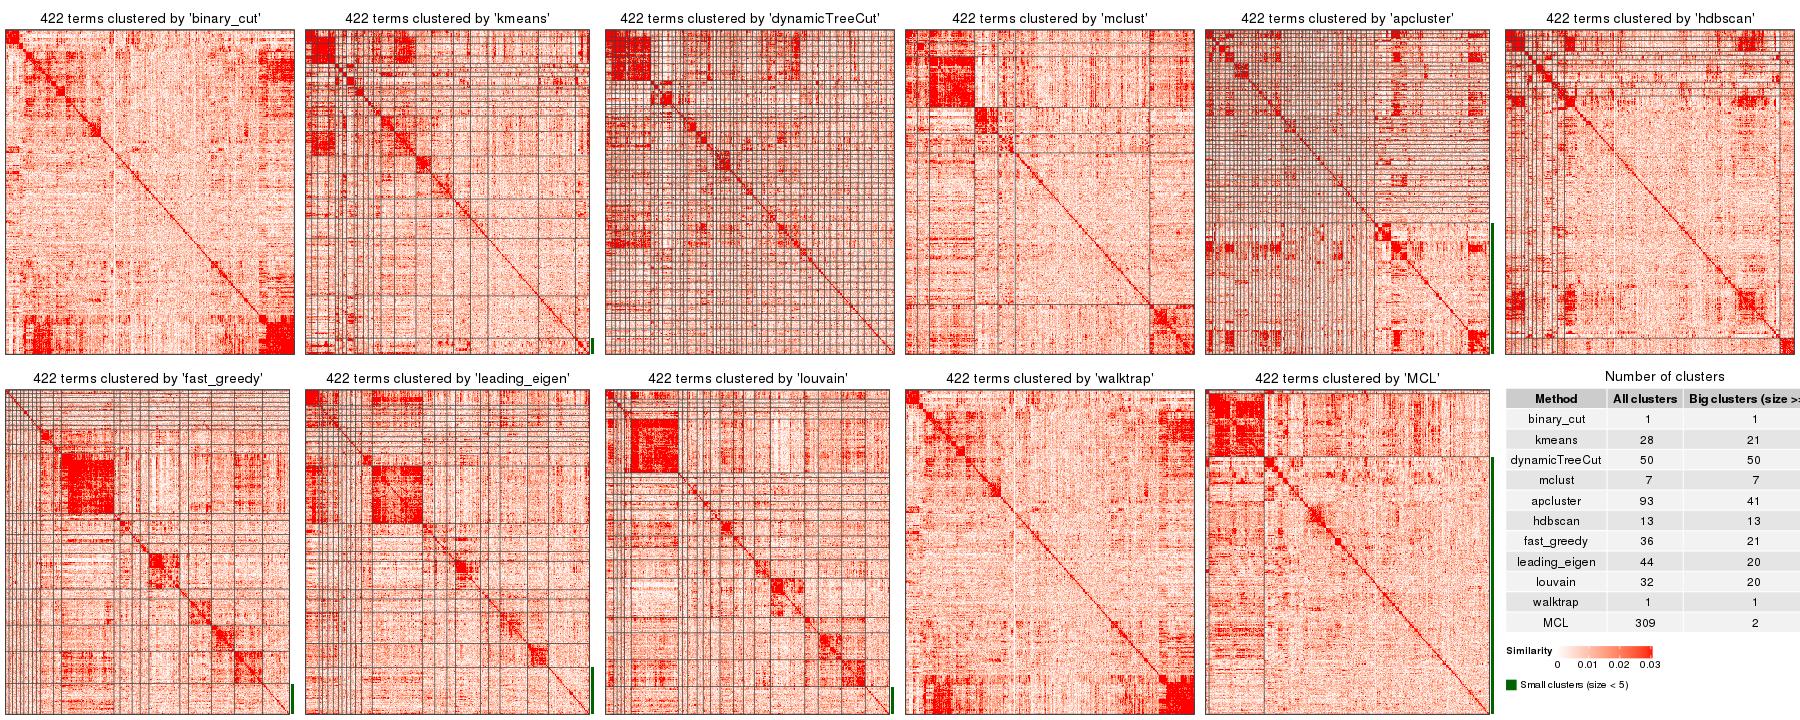 422 terms clustered by 'binary_cut'
422 terms clustered by 'kmeans'
422 terms clustered by 'dynamicTreeCut'
422 terms clustered by 'mclust'
422 terms clustered by 'apcluster'
422 terms clustered by 'hdbscan'
422 terms clustered by 'fast_greedy'
422 terms clustered by 'leading_eigen'
422 terms clustered by 'louvain'
422 terms clustered by 'walktrap'
422 terms clustered by 'MCL'
Number of clusters
Method All clusters Big clusters (size >=
binary_cut 1 1
kmeans 28 21
dynamicTreeCut 50 50
mclust 7 7
apcluster 93 41
hdbscan 13 13
fast_greedy 36 21
leading_eigen 44 20
louvain 32 20
walktrap 1 1
MCL 309 2
Similarity
0 0.01 0.02 0.03
Small clusters (size < 5)